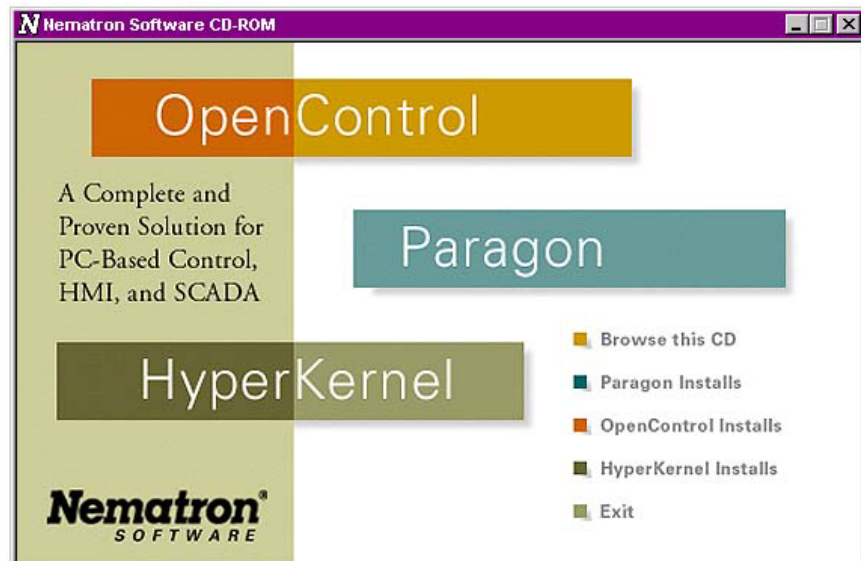 Nematron Software CD-ROM
OpenControl
A Complete and
Proven Solution for
PC-Based Control,
HMI, and SCADA
Paragon
HyperKernel
Browse this CD
Paragon Installs
OpenControl Installs
HyperKernel Installs
Exit
Nematron®
SOFTWARE